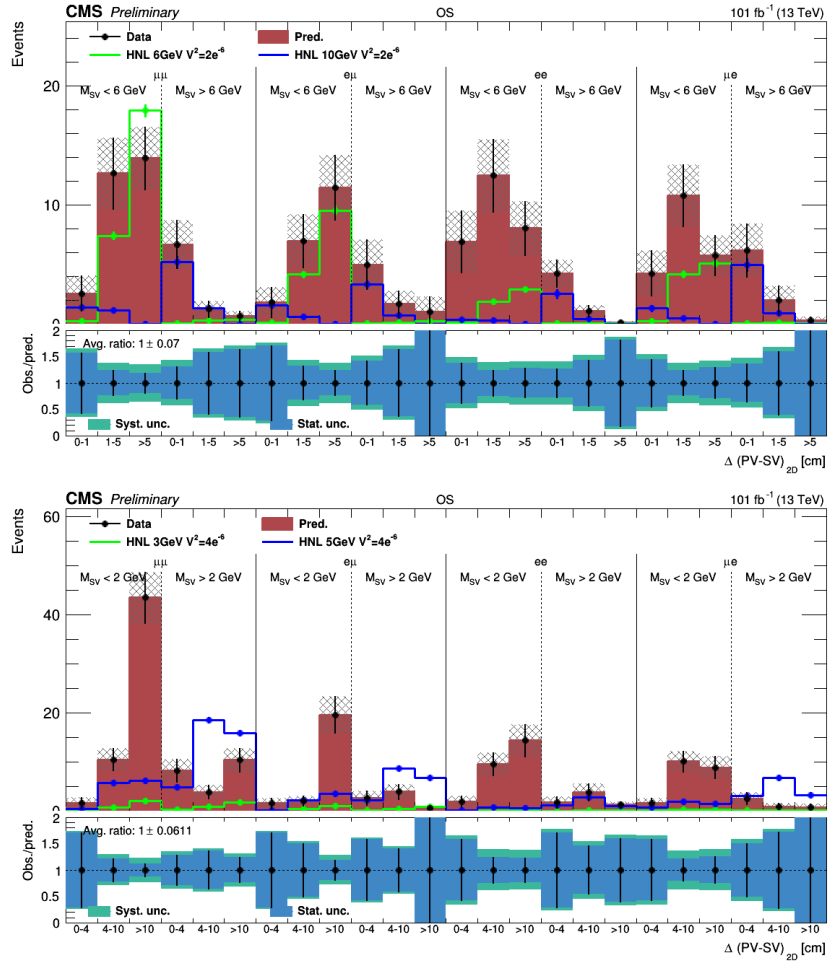 CMS Preliminary OS 101 fb⁻¹ (13 TeV)
Events
Data Pred.
HNL 6GeV V²=2e⁻⁶ HNL 10GeV V²=2e⁻⁶
20
10
0
μμ eμ ee μe
M_SV < 6 GeV M_SV > 6 GeV M_SV < 6 GeV M_SV > 6 GeV M_SV < 6 GeV M_SV > 6 GeV M_SV < 6 GeV M_SV > 6 GeV
Obs./pred.
2
1.5
1
0.5
0
Avg. ratio: 1 ± 0.07
Syst. unc. Stat. unc.
0-1 1-5 >5 0-1 1-5 >5 0-1 1-5 >5 0-1 1-5 >5 0-1 1-5 >5 0-1 1-5 >5 0-1 1-5 >5 0-1 1-5 >5
Δ (PV-SV)_2D [cm]
CMS Preliminary OS 101 fb⁻¹ (13 TeV)
Events
Data Pred.
HNL 3GeV V²=4e⁻⁶ HNL 5GeV V²=4e⁻⁶
60
40
20
0
μμ eμ ee μe
M_SV < 2 GeV M_SV > 2 GeV M_SV < 2 GeV M_SV > 2 GeV M_SV < 2 GeV M_SV > 2 GeV M_SV < 2 GeV M_SV > 2 GeV
Obs./pred.
2
1.5
1
0.5
0
Avg. ratio: 1 ± 0.0611
Syst. unc. Stat. unc.
0-4 4-10 >10 0-4 4-10 >10 0-4 4-10 >10 0-4 4-10 >10 0-4 4-10 >10 0-4 4-10 >10 0-4 4-10 >10 0-4 4-10 >10
Δ (PV-SV)_2D [cm]